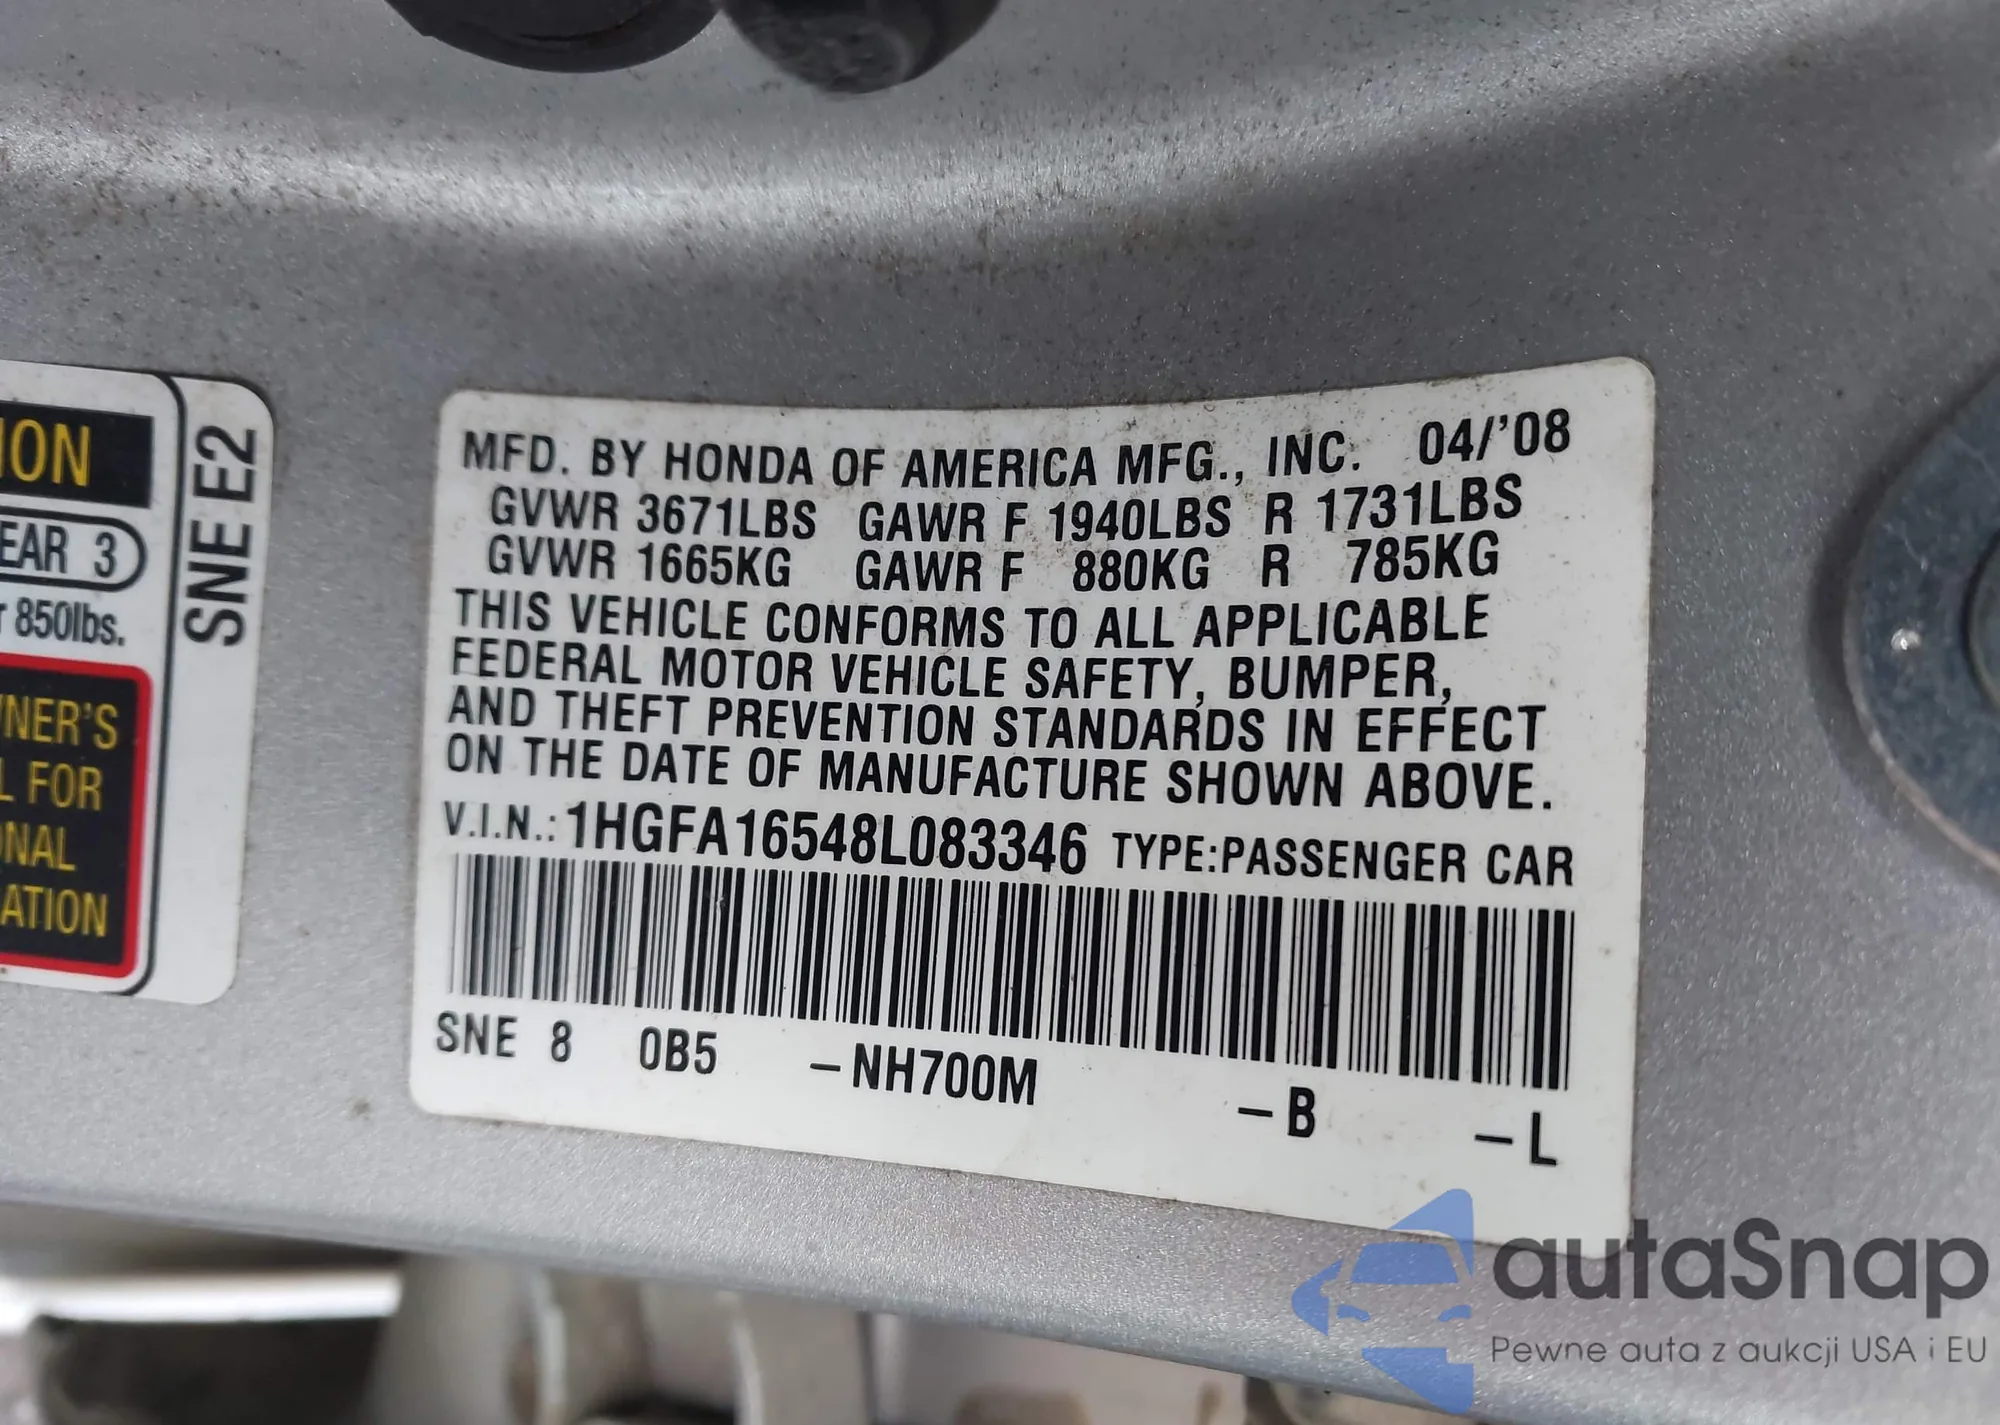 ION
EAR 3
850lbs.
NER'S
L FOR
ONAL
ATION
SNE E2
MFD. BY HONDA OF AMERICA MFG., INC. 04/'08
GVWR 3671LBS GAWR F 1940LBS R 1731LBS
GVWR 1665KG GAWR F 880KG R 785KG
THIS VEHICLE CONFORMS TO ALL APPLICABLE
FEDERAL MOTOR VEHICLE SAFETY, BUMPER,
AND THEFT PREVENTION STANDARDS IN EFFECT
ON THE DATE OF MANUFACTURE SHOWN ABOVE.
V.I.N.: 1HGFA16548L083346 TYPE:PASSENGER CAR
SNE 8 0B5 –NH700M –B –L
autaSnap
Pewne auta z aukcji USA i EU